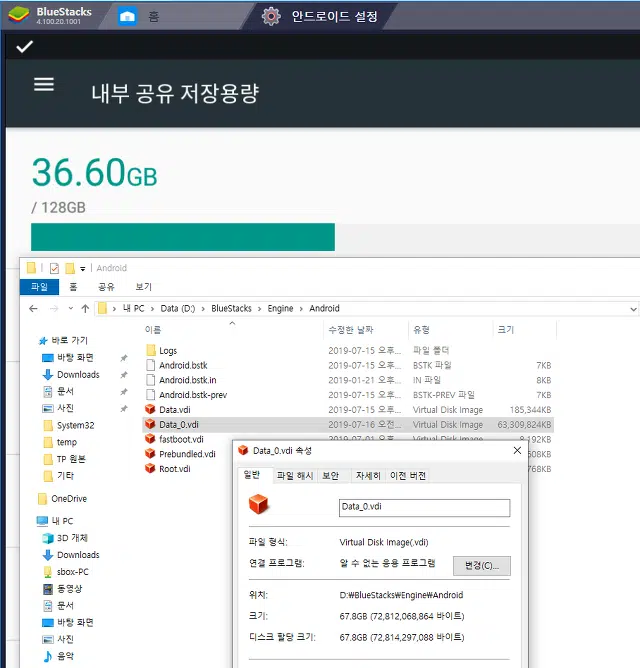 BlueStacks
4.100.20.1001
홈
안드로이드 설정
내부 공유 저장용량
36.60GB
/ 128GB
Android
파일 홈 공유 보기
내 PC > Data (D:) > BlueStacks > Engine > Android
이름 수정한 날짜 유형 크기
바로 가기
바탕 화면
Downloads
문서
사진
System32
temp
TP 원본
기타
OneDrive
내 PC
3D 개체
Downloads
sbox-PC
동영상
문서
바탕 화면
사진
음악
Logs 2019-07-15 오후... 파일 폴더
Android.bstk 2019-07-15 오후... BSTK 파일 7KB
Android.bstk.in 2019-01-21 오후... IN 파일 8KB
Android.bstk-prev 2019-07-15 오후... BSTK-PREV 파일 7KB
Data.vdi 2019-07-15 오후... Virtual Disk Image 185,344KB
Data_0.vdi 2019-07-16 오전... Virtual Disk Image 63,309,824KB
fastboot.vdi 2019-07-01 오후... Virtual Disk Image 8,192KB
Prebundled.vdi
Root.vdi
Data_0.vdi 속성
일반 파일 해시 보안 자세히 이전 버전
Data_0.vdi
파일 형식: Virtual Disk Image(.vdi)
연결 프로그램: 알 수 없는 응용 프로그램 변경(C)...
위치: D:₩BlueStacks₩Engine₩Android
크기: 67.8GB (72,812,068,864 바이트)
디스크 할당 크기: 67.8GB (72,814,297,088 바이트)